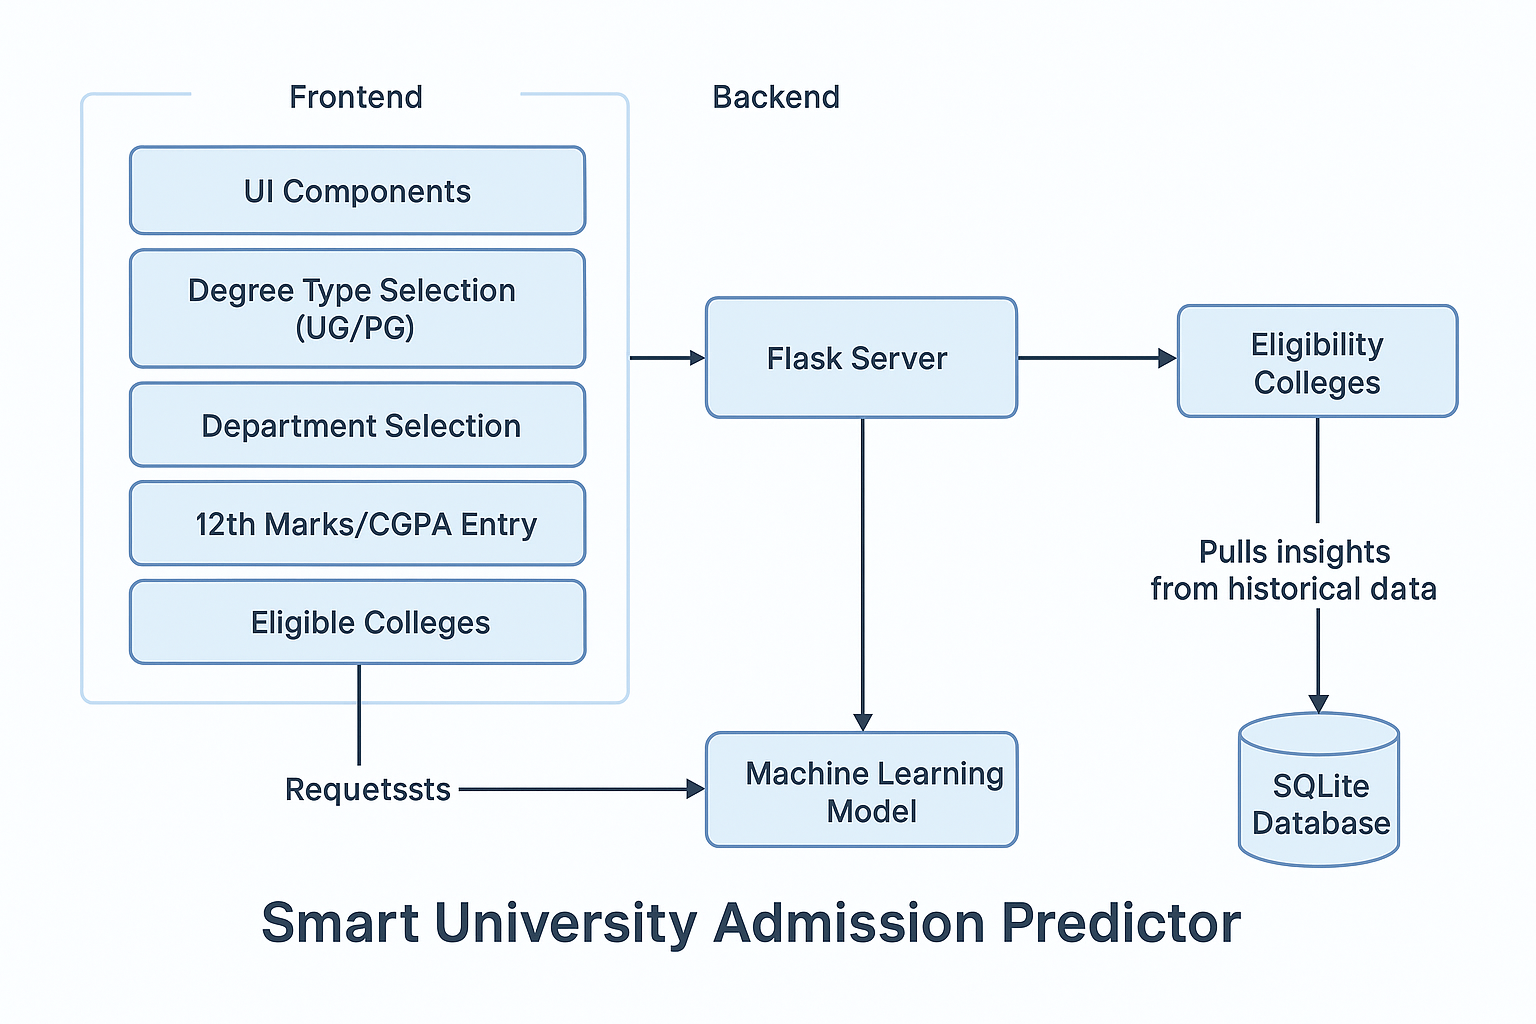 Frontend
UI Components
Degree Type Selection
(UG/PG)
Department Selection
12th Marks/CGPA Entry
Eligible Colleges
Requetssts
Backend
Flask Server
Machine Learning
Model
Eligibility
Colleges
Pulls insights
from historical data
SQLite
Database
Smart University Admission Predictor